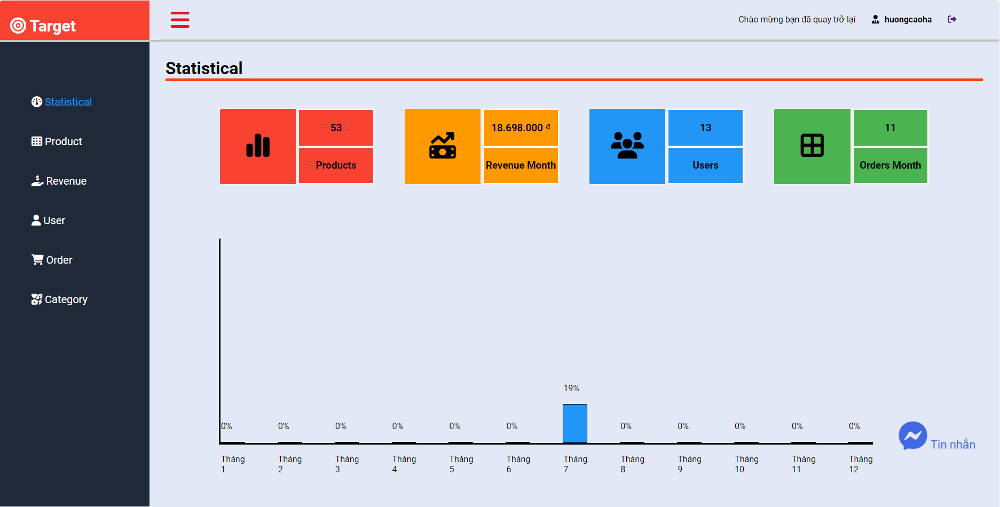 Target
Chào mừng bạn đã quay trở lại
huongcaoha
Statistical
Product
Revenue
User
Order
Category
Statistical
53
Products
18.698.000 ₫
Revenue Month
13
Users
11
Orders Month
0%
0%
0%
0%
0%
0%
19%
0%
0%
0%
0%
0%
Tháng 1
Tháng 2
Tháng 3
Tháng 4
Tháng 5
Tháng 6
Tháng 7
Tháng 8
Tháng 9
Tháng 10
Tháng 11
Tháng 12
Tin nhắn